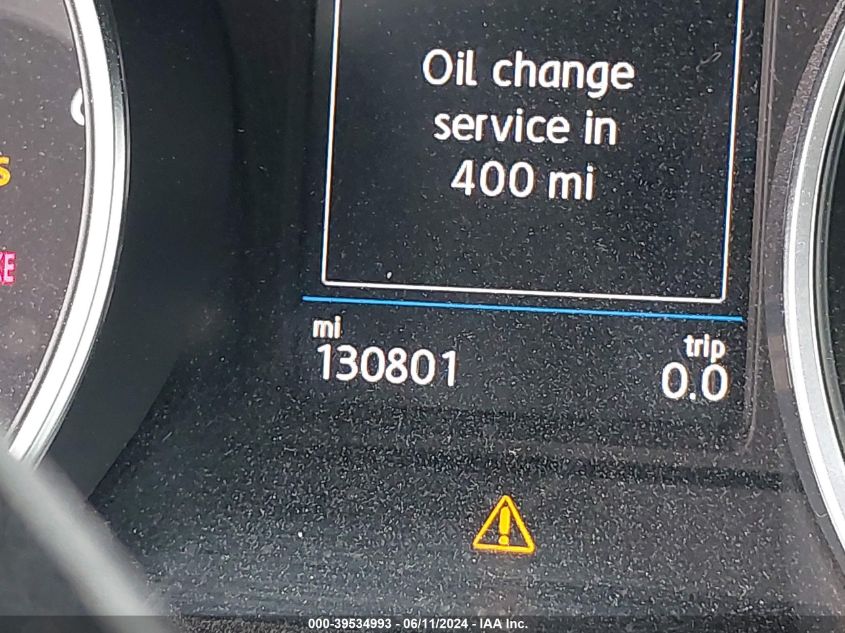 Oil change
service in
400 mi
mi
130801
trip
0.0
000-39534993 - 06/11/2024 - IAA Inc.